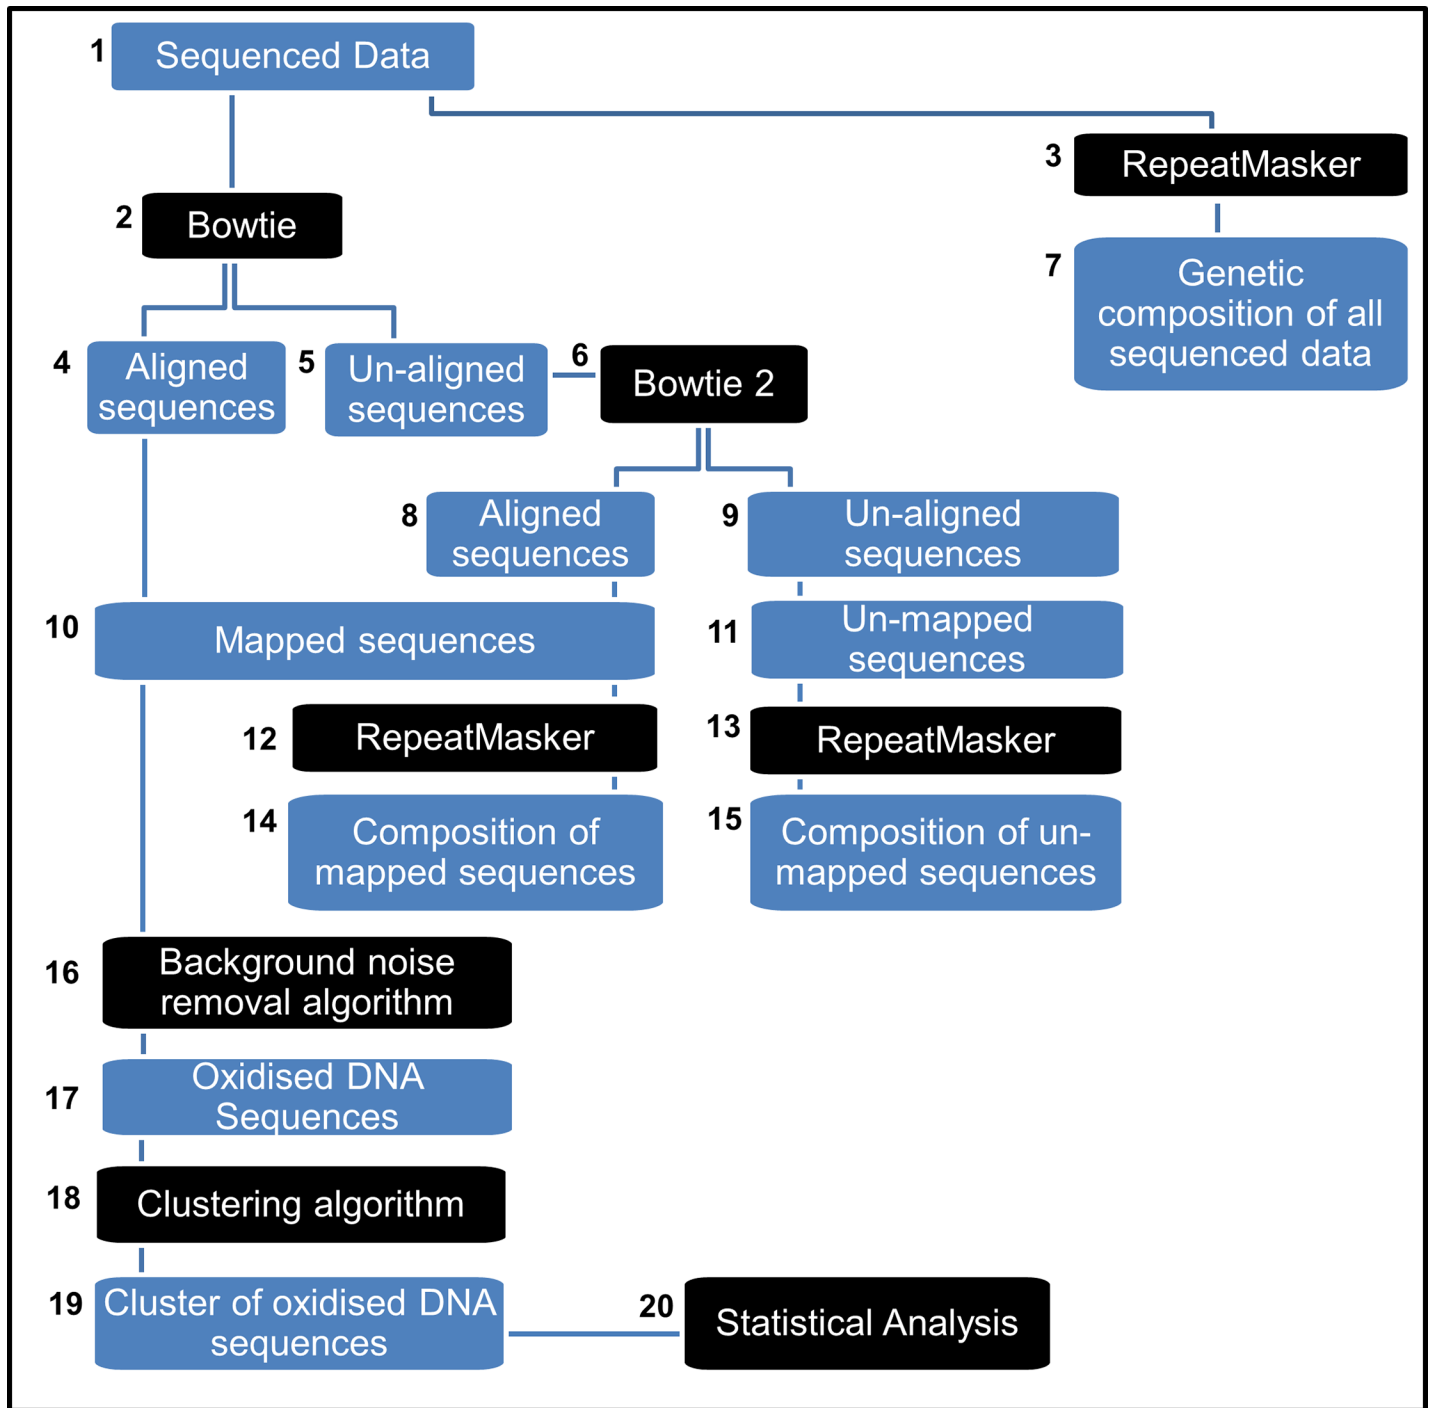 1
Sequenced Data
3
RepeatMasker
2
Bowtie
7
Genetic
composition of all
sequenced data
4
Aligned
sequences
5
Un-aligned
sequences
6
Bowtie 2
8
Aligned
sequences
9
Un-aligned
sequences
10
Mapped sequences
11
Un-mapped
sequences
12
RepeatMasker
13
RepeatMasker
14
Composition of
mapped sequences
15
Composition of un-
mapped sequences
16
Background noise
removal algorithm
17
Oxidised DNA
Sequences
18
Clustering algorithm
19
Cluster of oxidised DNA
sequences
20
Statistical Analysis